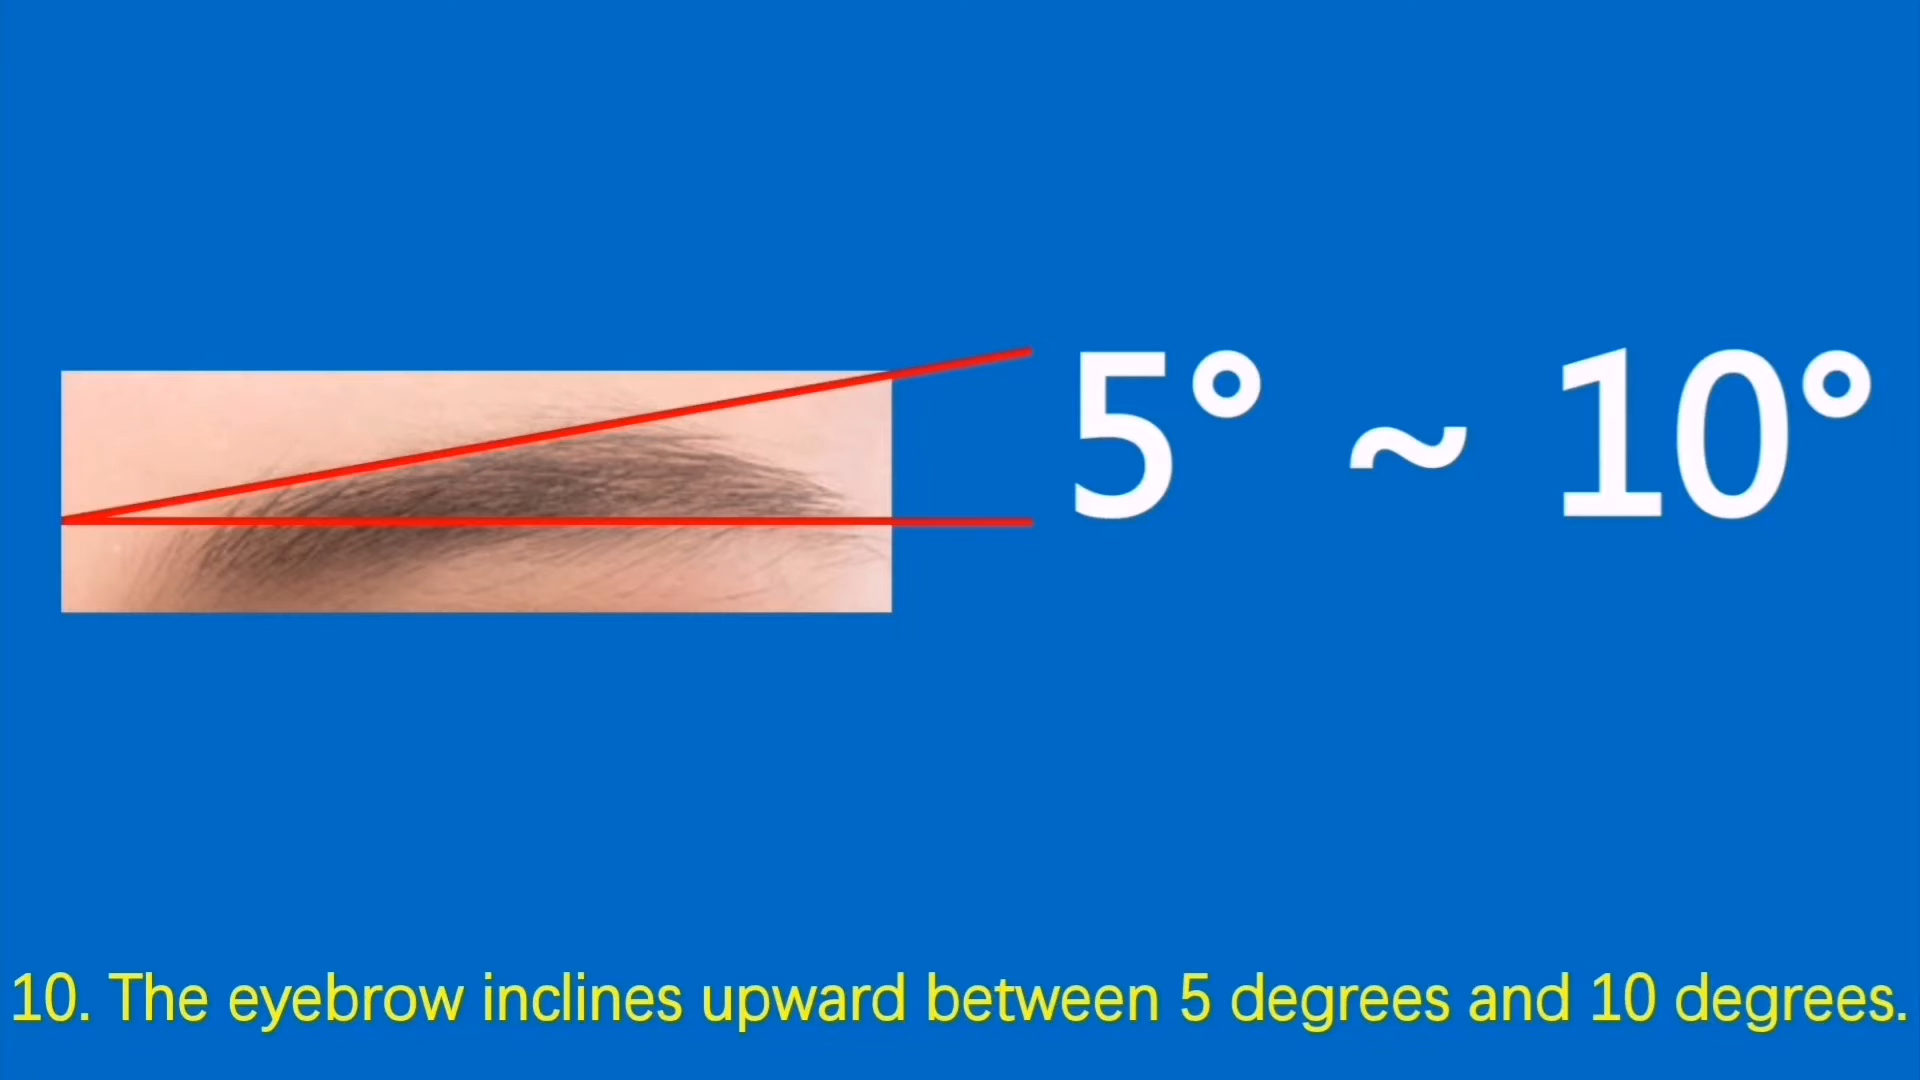 5° ~ 10°
10. The eyebrow inclines upward between 5 degrees and 10 degrees.